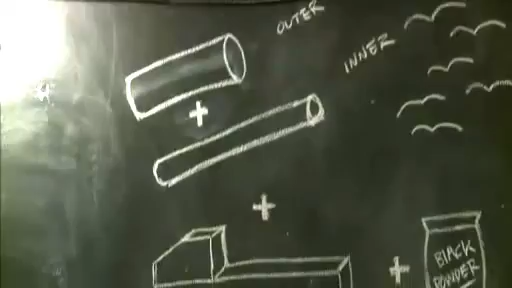 OUTER
INNER
+
+
+
BLACK
POWDER